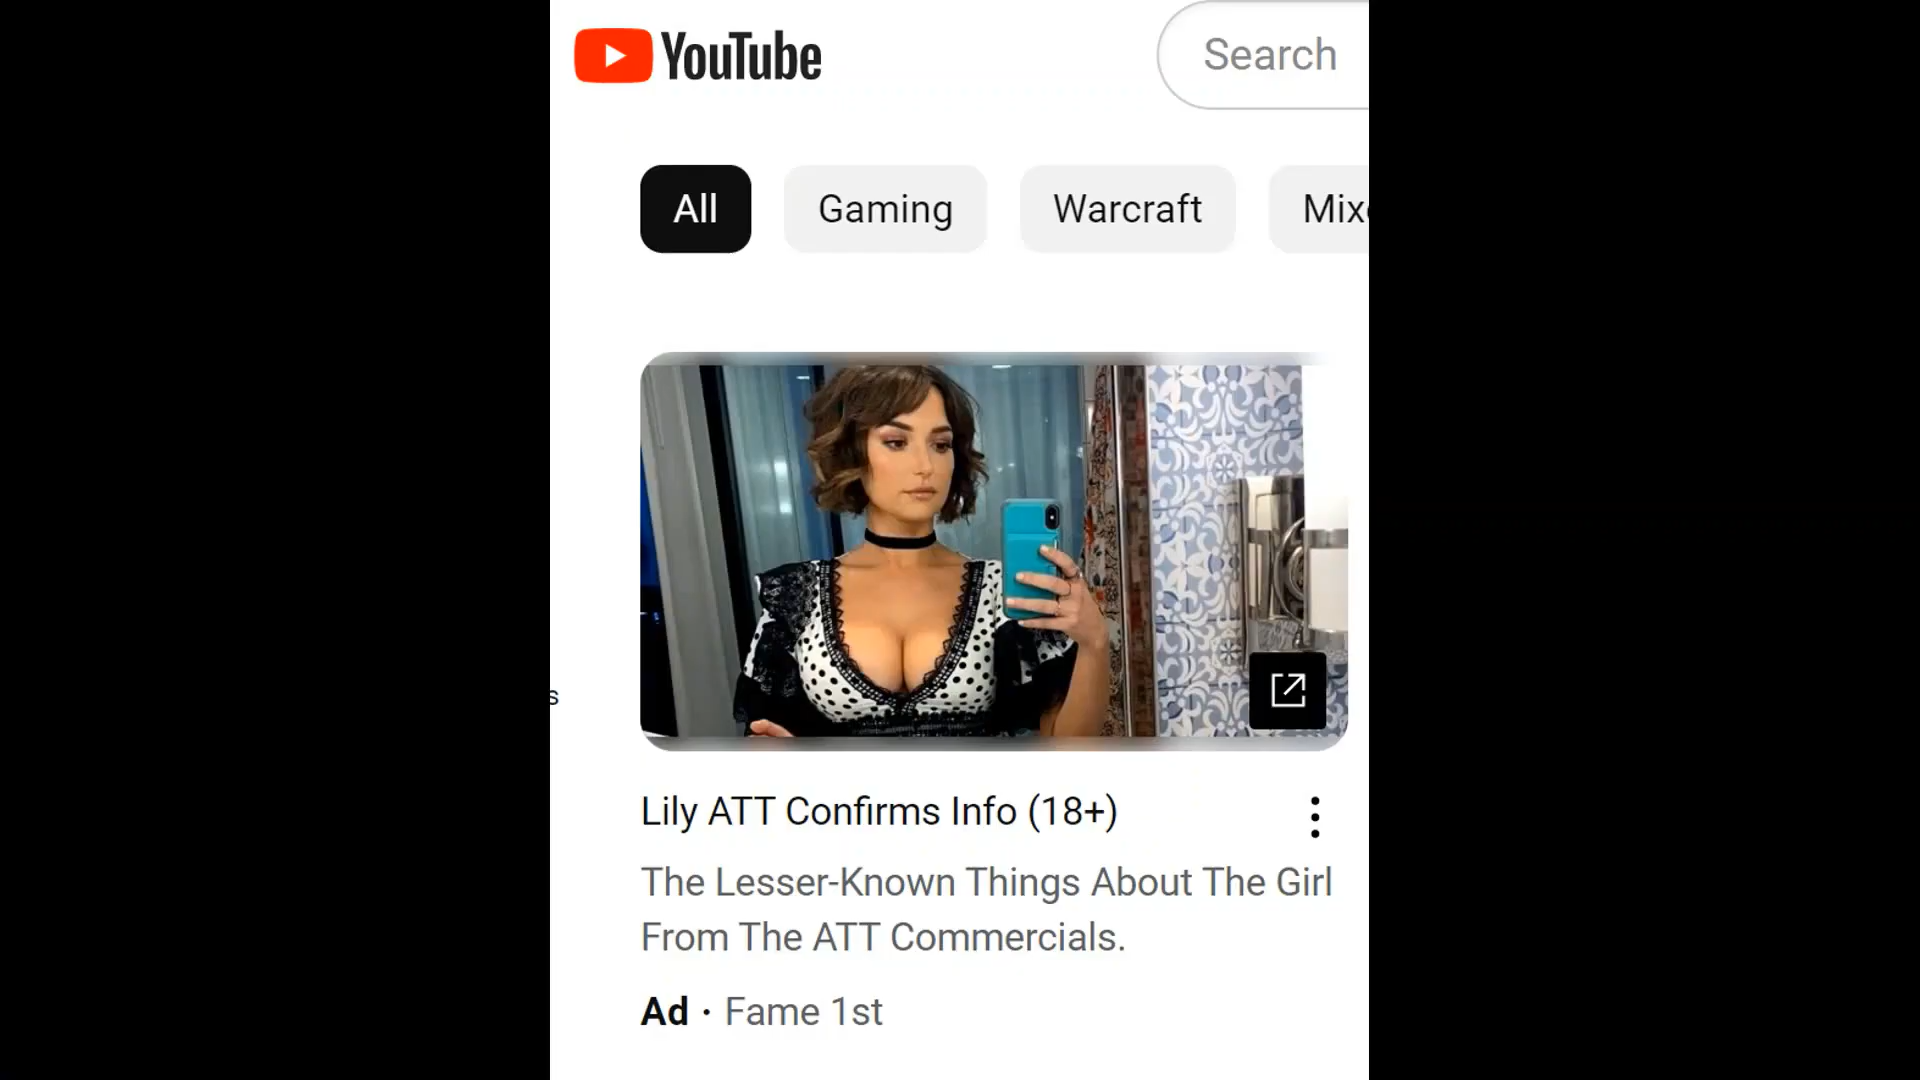 YouTube
Search
All
Gaming
Warcraft
s
Lily ATT Confirms Info (18+)
The Lesser-Known Things About The Girl
From The ATT Commercials.
Ad · Fame 1st